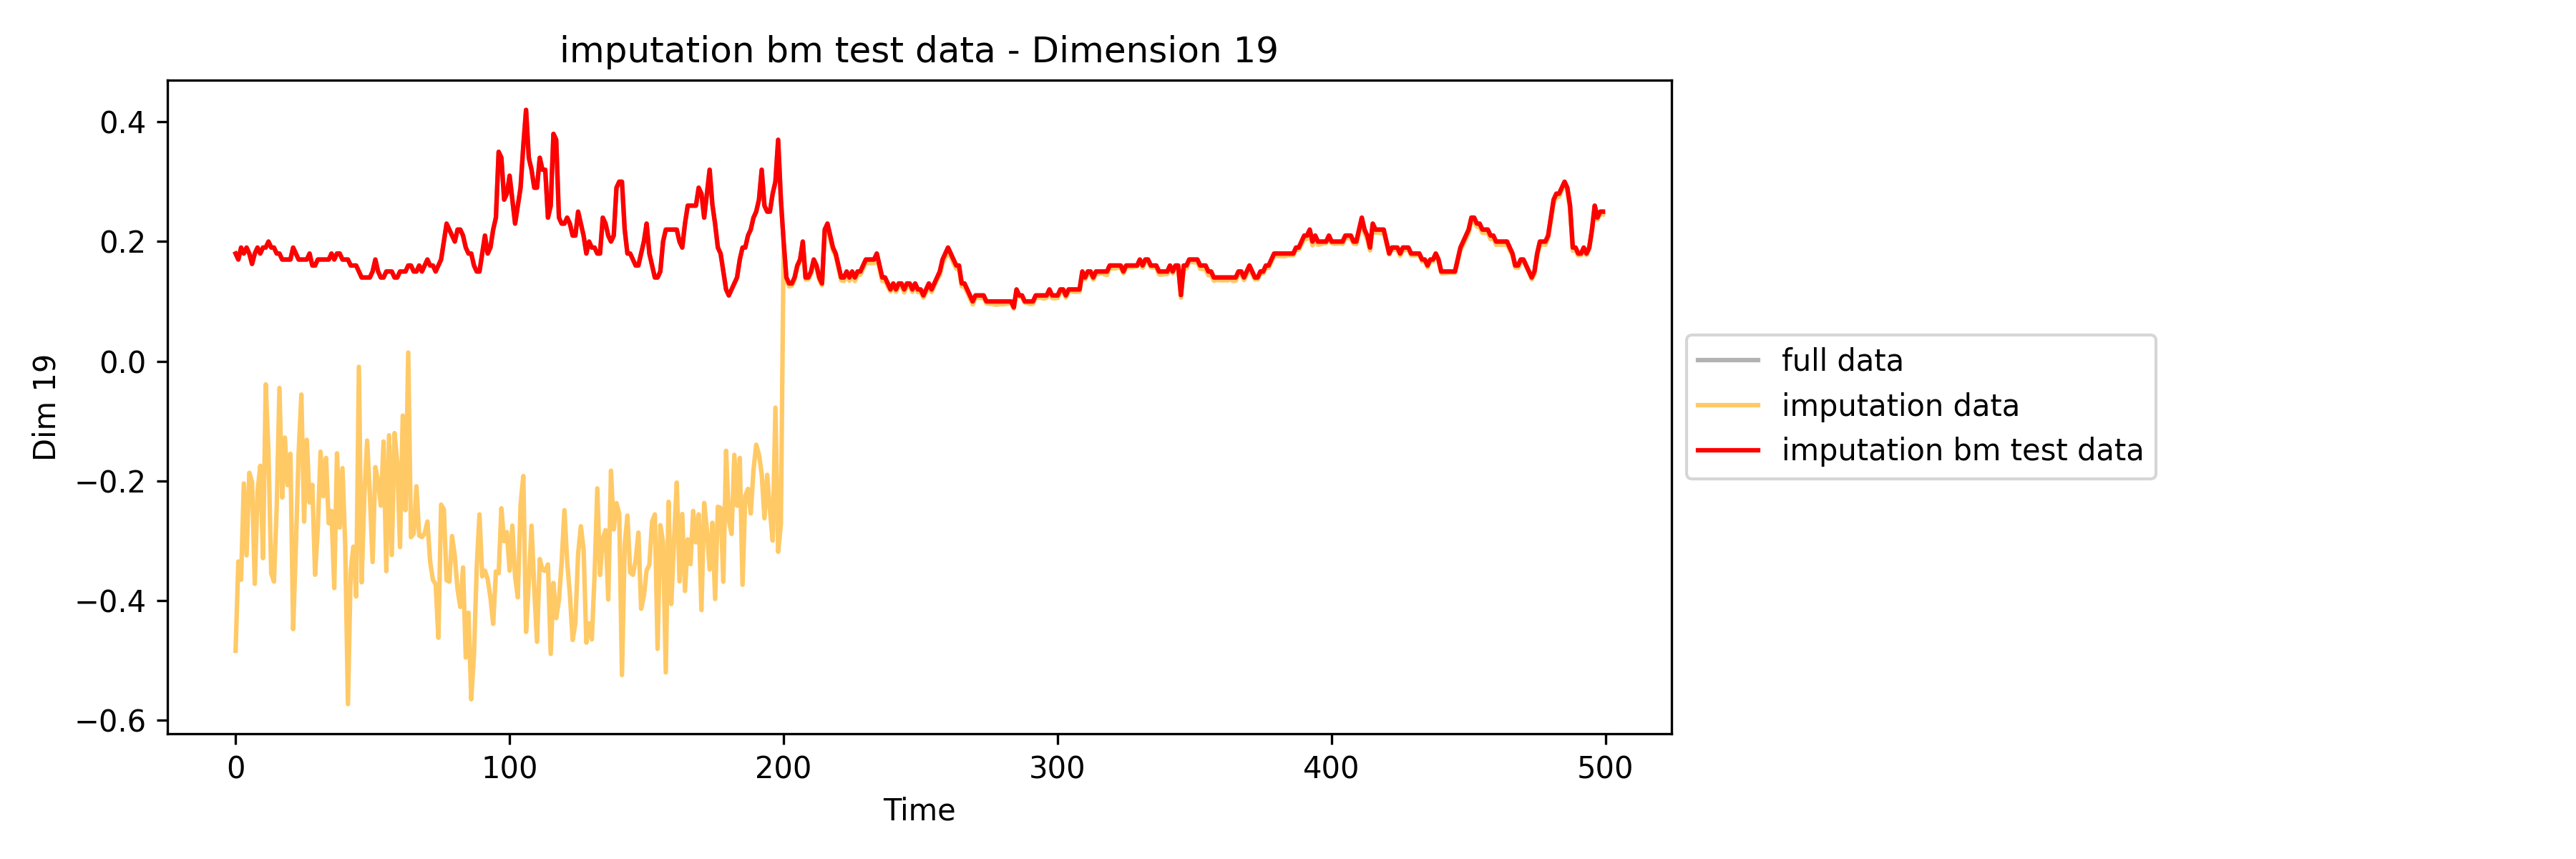 imputation bm test data - Dimension 19
0.4
0.2
0.0
−0.2
−0.4
−0.6
Dim 19
0 100 200 300 400 500
Time
full data
imputation data
imputation bm test data